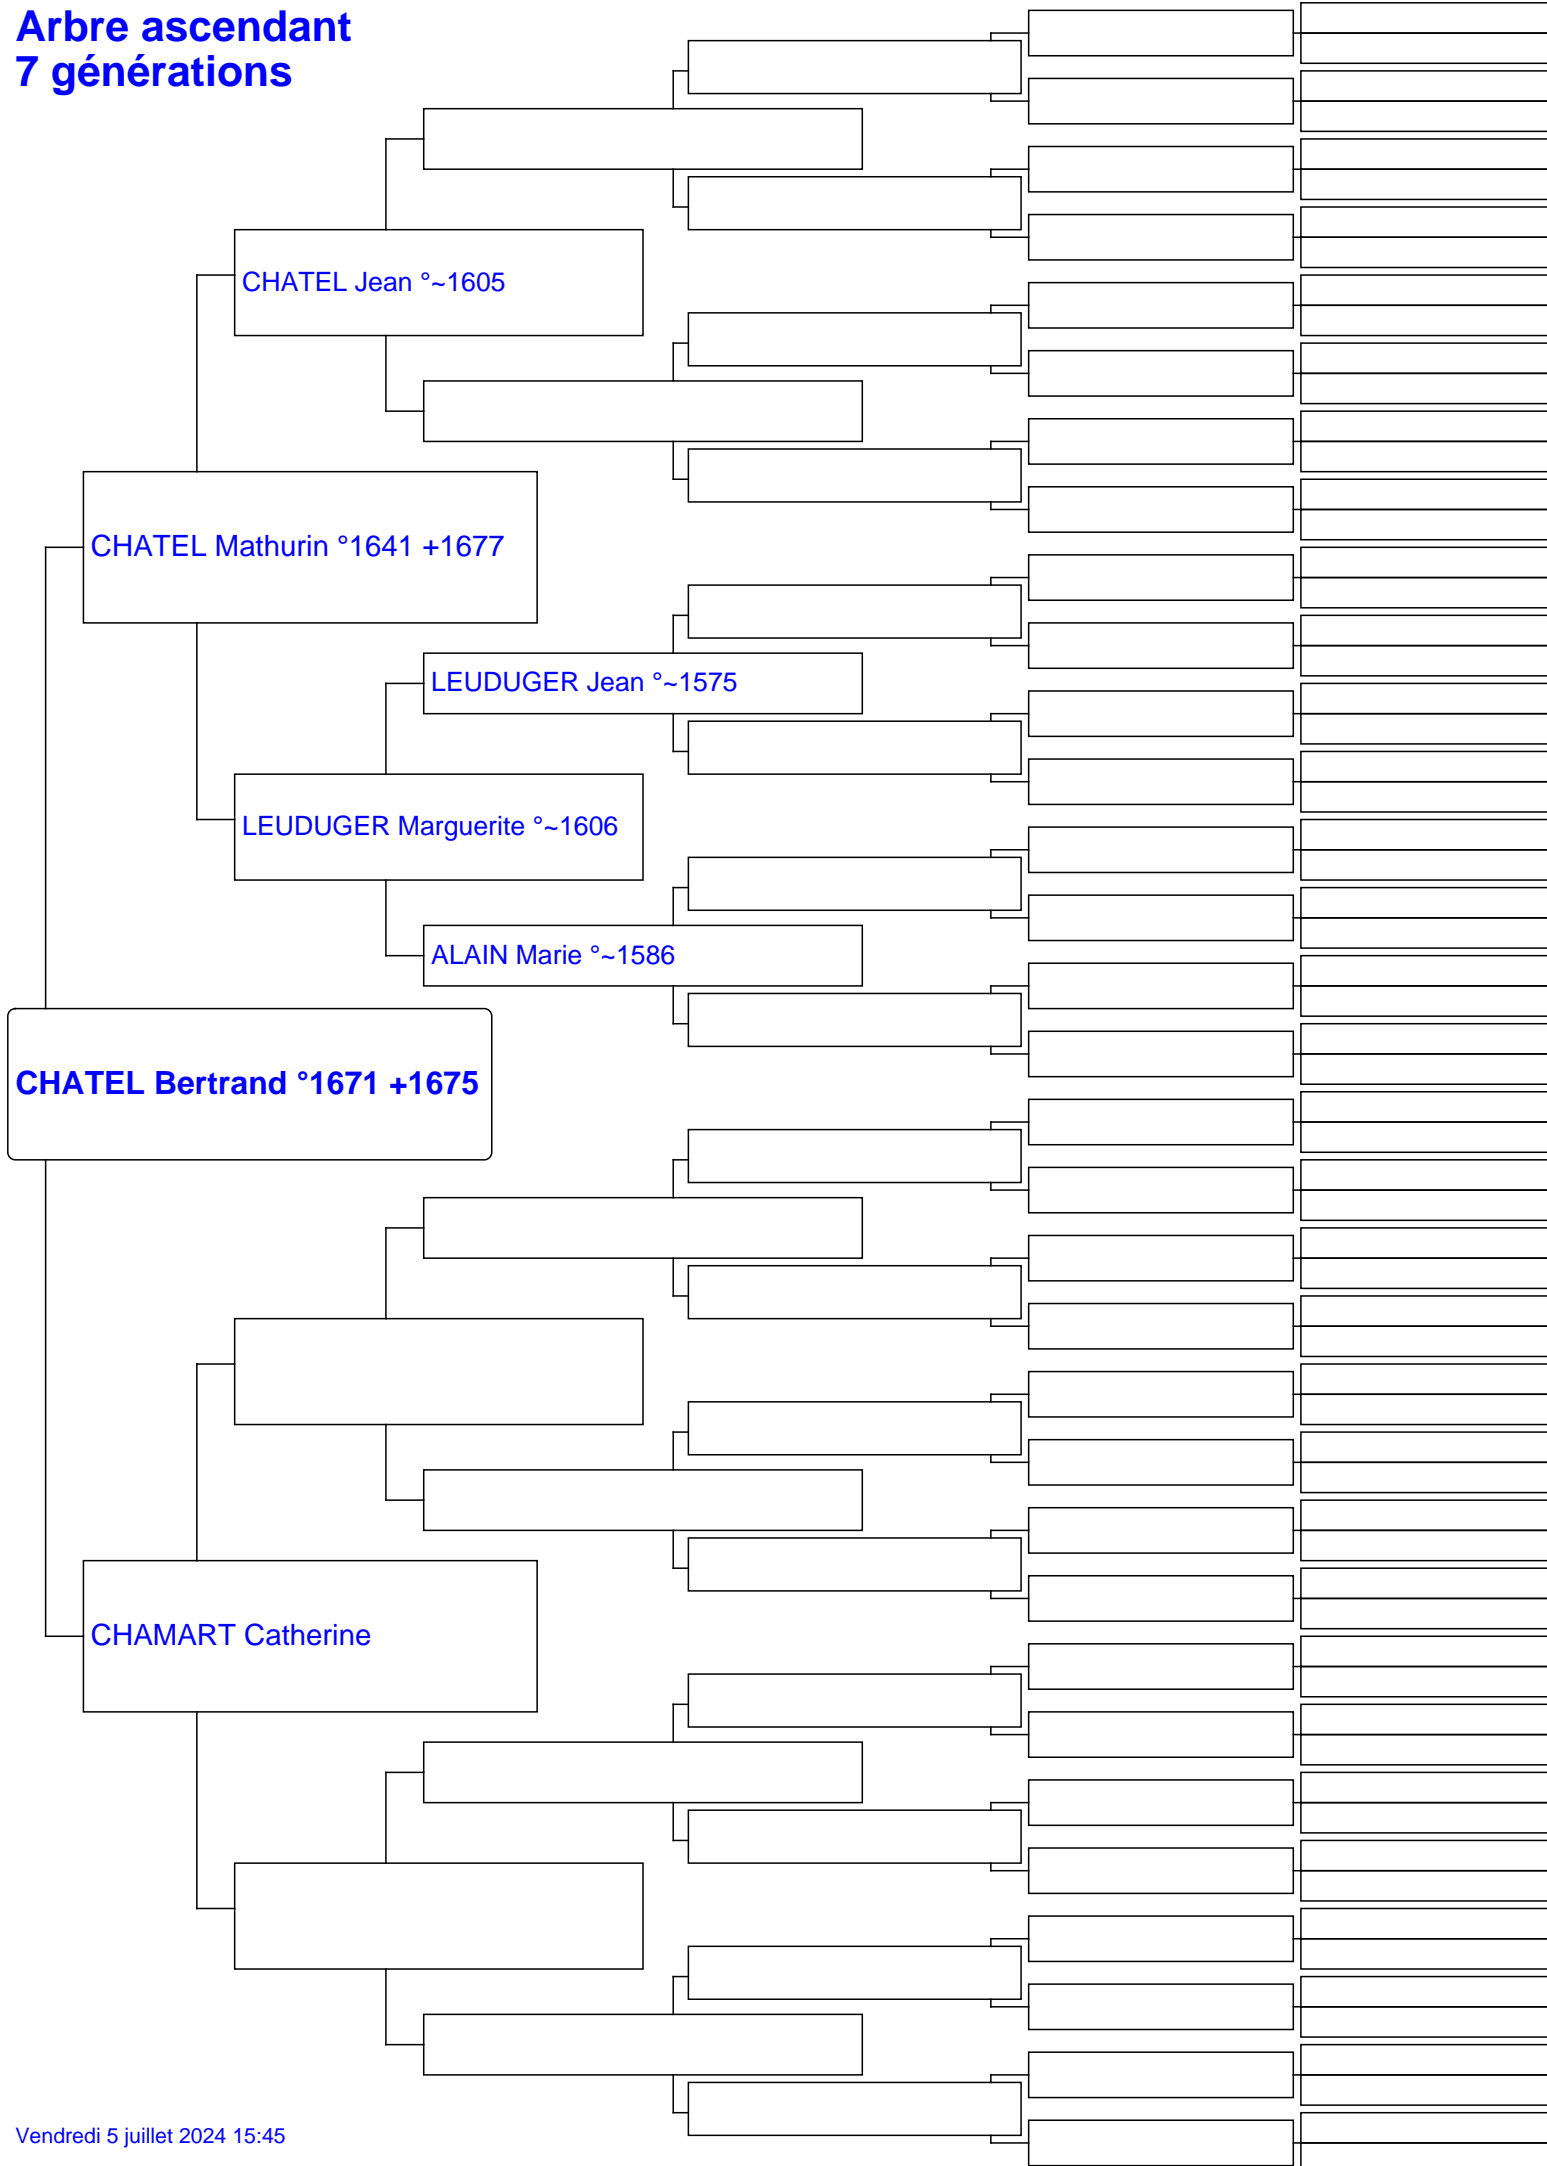 Arbre ascendant
7 générations
CHATEL Jean °~1605
CHATEL Mathurin °1641 +1677
LEUDUGER Jean °~1575
LEUDUGER Marguerite °~1606
ALAIN Marie °~1586
CHATEL Bertrand °1671 +1675
CHAMART Catherine
Vendredi 5 juillet 2024 15:45